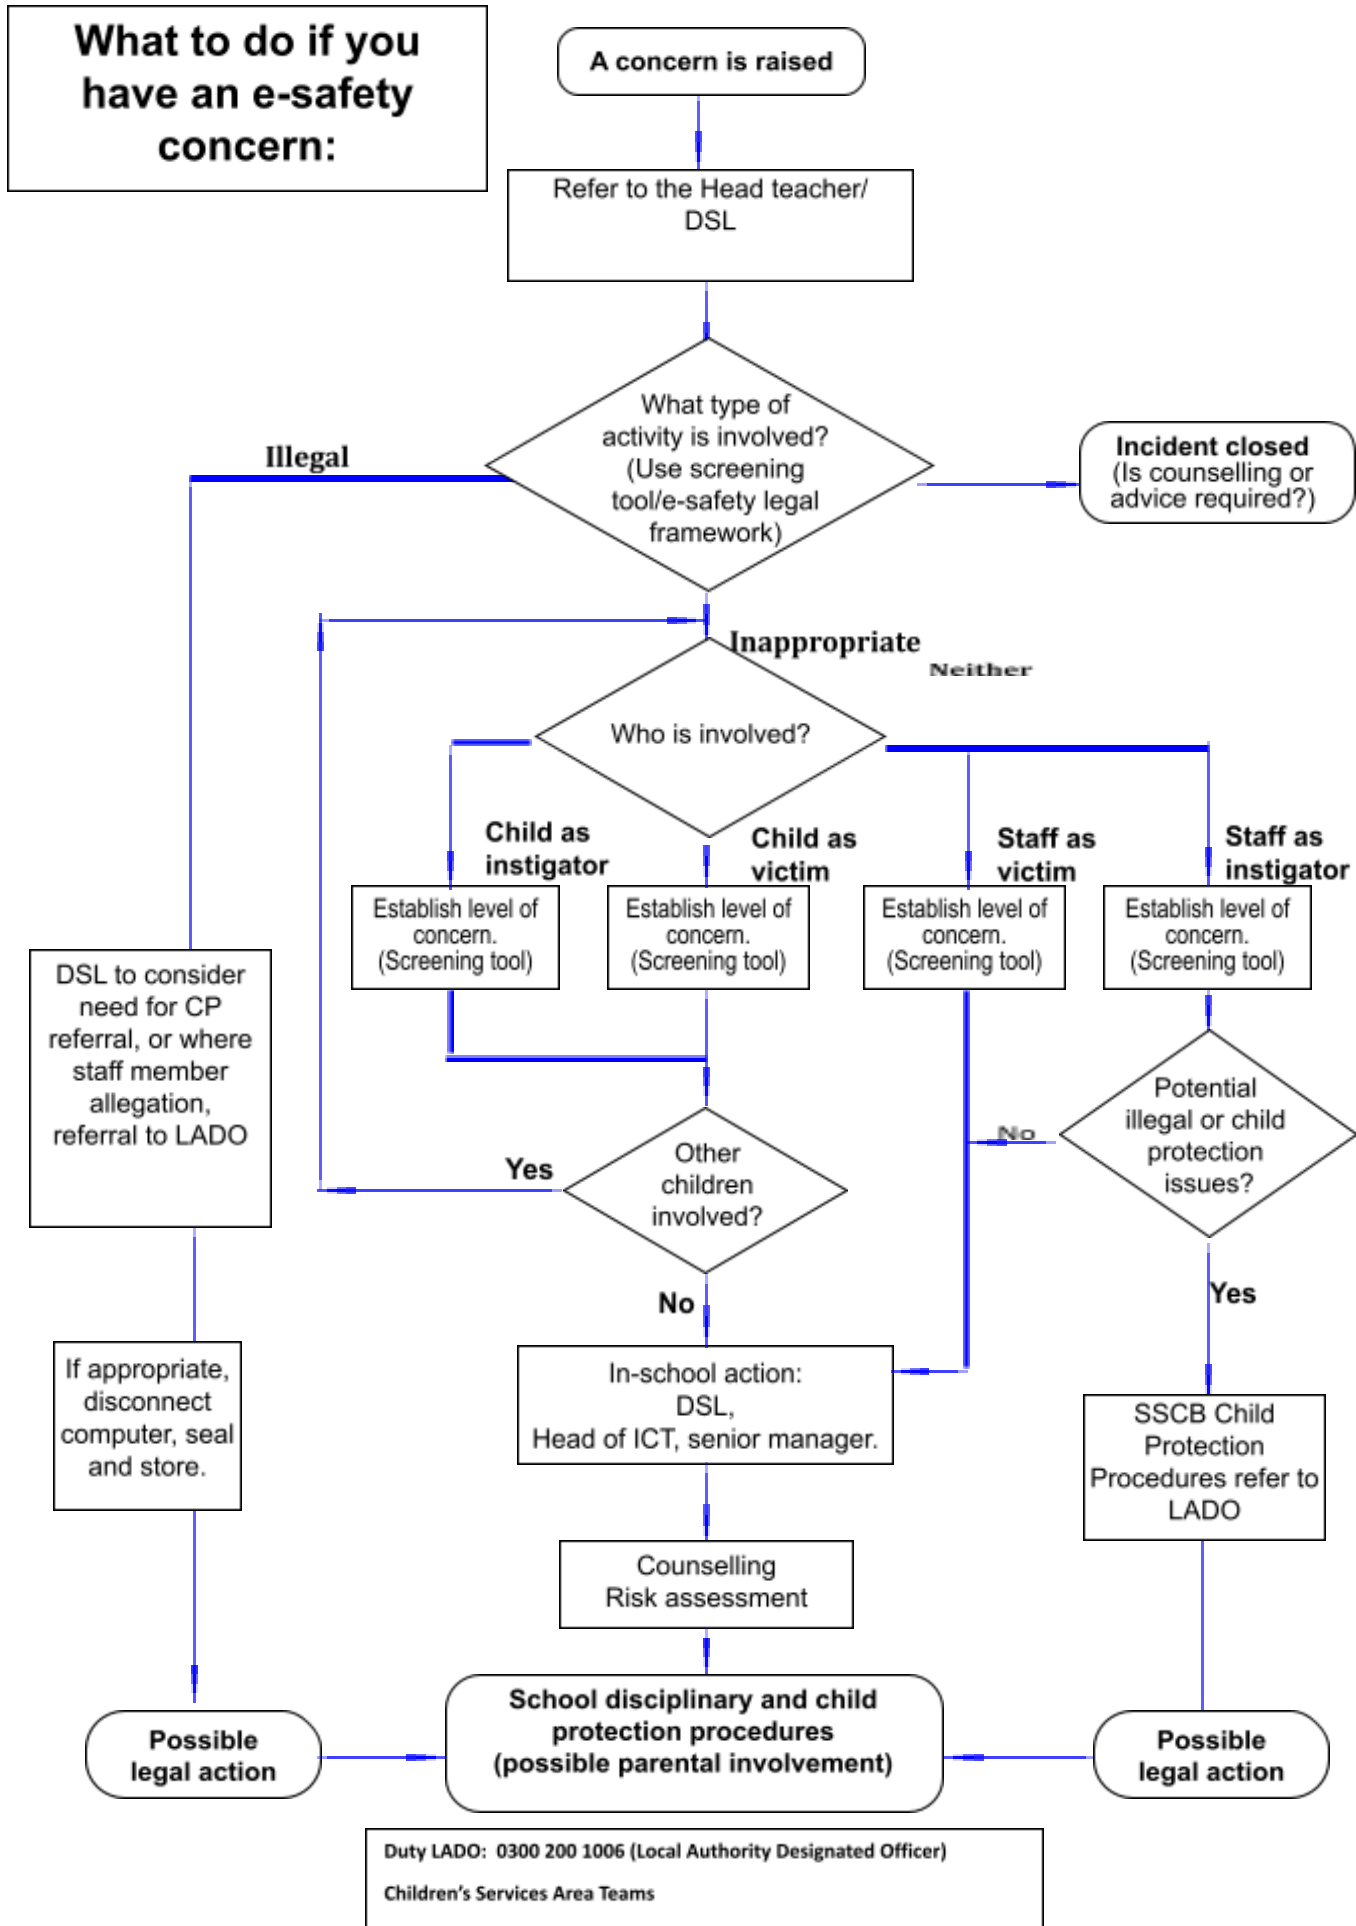 What to do if you
have an e-safety
concern:
A concern is raised
Refer to the Head teacher/
DSL
What type of
activity is involved?
(Use screening
tool/e-safety legal
framework)
Illegal
Incident closed
(Is counselling or
advice required?)
Inappropriate
Neither
Who is involved?
Child as
instigator
Child as
victim
Staff as
victim
Staff as
instigator
Establish level of
concern.
(Screening tool)
Establish level of
concern.
(Screening tool)
Establish level of
concern.
(Screening tool)
Establish level of
concern.
(Screening tool)
DSL to consider
need for CP
referral, or where
staff member
allegation,
referral to LADO
Potential
illegal or child
protection
issues?
No
Other
children
involved?
Yes
No
Yes
If appropriate,
disconnect
computer, seal
and store.
In-school action:
DSL,
Head of ICT, senior manager.
SSCB Child
Protection
Procedures refer to
LADO
Counselling
Risk assessment
Possible
legal action
School disciplinary and child
protection procedures
(possible parental involvement)
Possible
legal action
Duty LADO: 0300 200 1006 (Local Authority Designated Officer)
Children's Services Area Teams